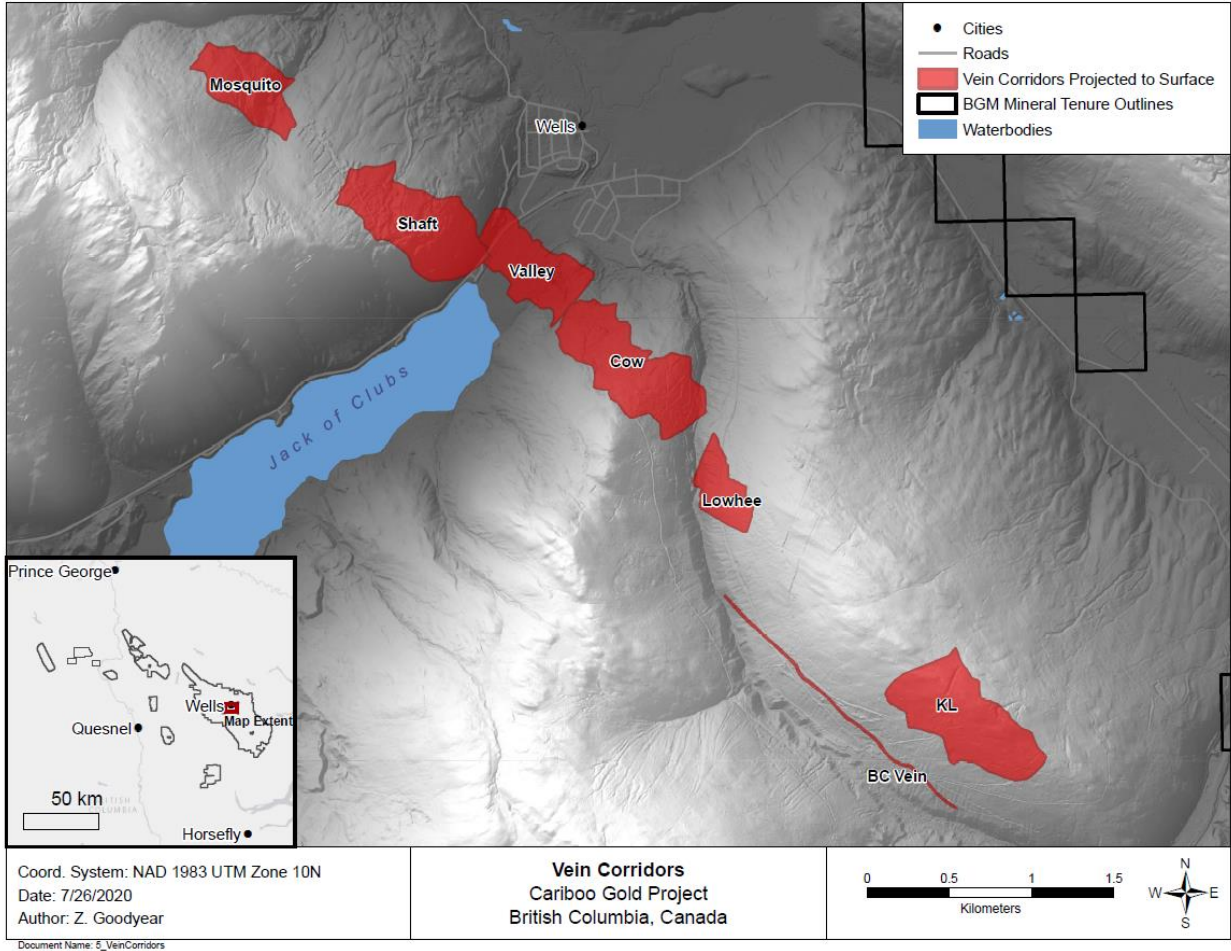 Cities
Roads
Vein Corridors Projected to Surface
BGM Mineral Tenure Outlines
Waterbodies
Mosquito
Wells
Shaft
Valley
Cow
Jack of Clubs
Lowhee
KL
BC Vein
Prince George
Wells
Map Extent
Quesnel
50 km
BRITISH
COLUMBIA
Horsefly
Coord. System: NAD 1983 UTM Zone 10N
Date: 7/26/2020
Author: Z. Goodyear
Vein Corridors
Cariboo Gold Project
British Columbia, Canada
0 0.5 1 1.5
Kilometers
N
W E
S
Document Name: 5_VeinCorridors